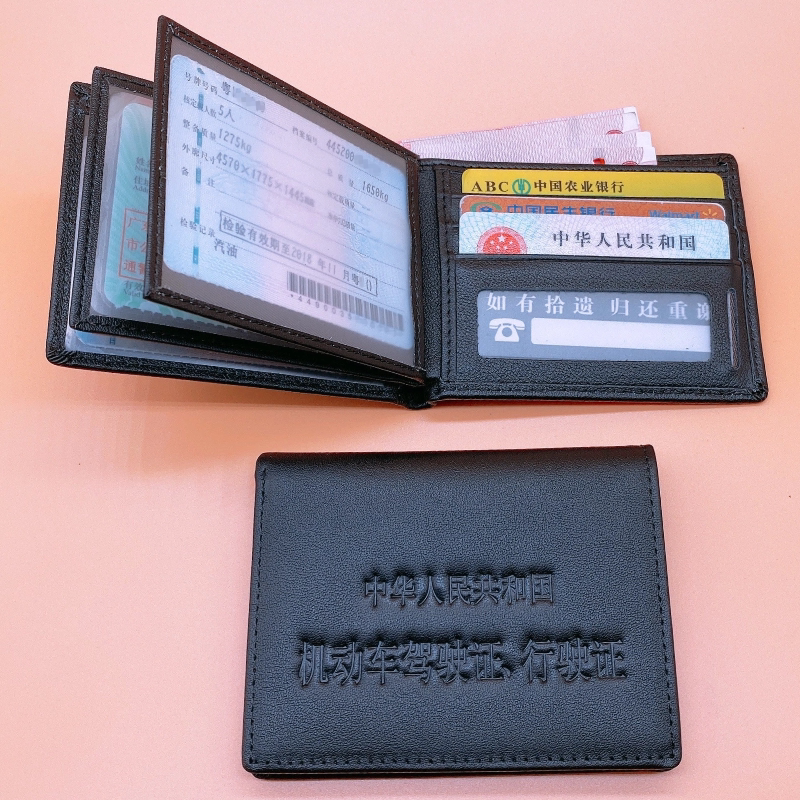 号牌号码 粤
核定载人数 5人 档案编号 445200
整备质量 1275kg 总质量 1650kg
外廓尺寸 4570×1775×1445mm
备注
检验记录 检验有效期至2018年11月粤
汽油
ABC 中国农业银行
中国民生银行 Walmart
中华人民共和国
如有拾遗 归还重谢
中华人民共和国
机动车驾驶证、行驶证